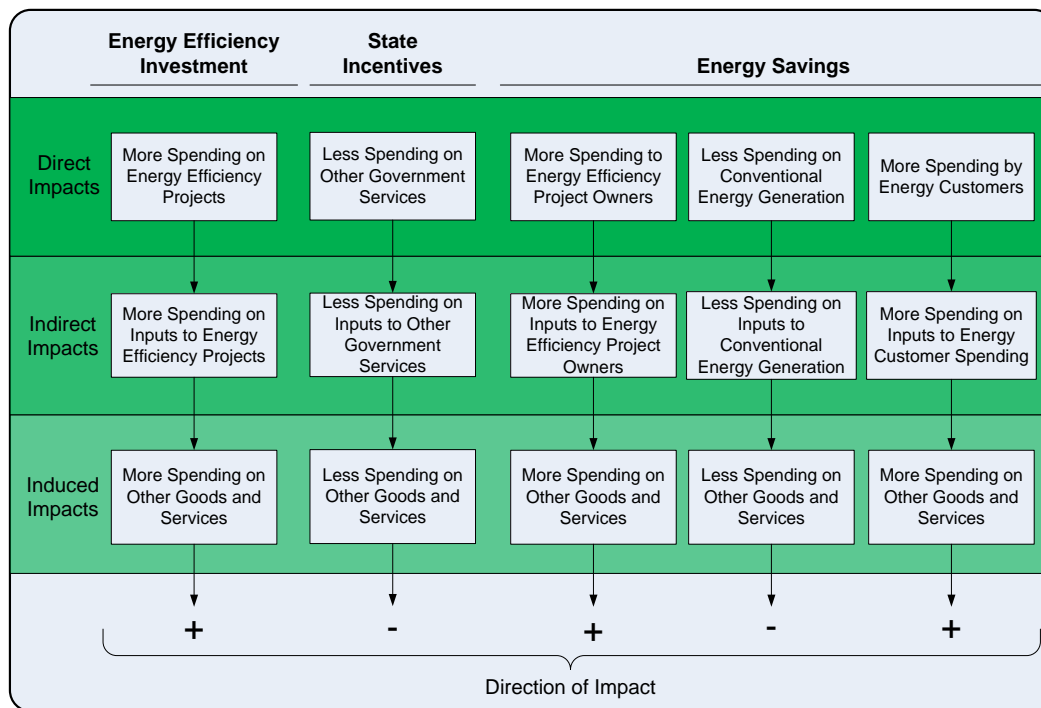 Energy Efficiency
Investment
State
Incentives
Energy Savings
Direct
Impacts
More Spending on
Energy Efficiency
Projects
Less Spending on
Other Government
Services
More Spending to
Energy Efficiency
Project Owners
Less Spending on
Conventional
Energy Generation
More Spending by
Energy Customers
Indirect
Impacts
More Spending on
Inputs to Energy
Efficiency Projects
Less Spending on
Inputs to Other
Government
Services
More Spending on
Inputs to Energy
Efficiency Project
Owners
Less Spending on
Inputs to
Conventional
Energy Generation
More Spending on
Inputs to Energy
Customer Spending
Induced
Impacts
More Spending on
Other Goods and
Services
Less Spending on
Other Goods and
Services
More Spending on
Other Goods and
Services
Less Spending on
Other Goods and
Services
More Spending on
Other Goods and
Services
+
-
+
-
+
Direction of Impact